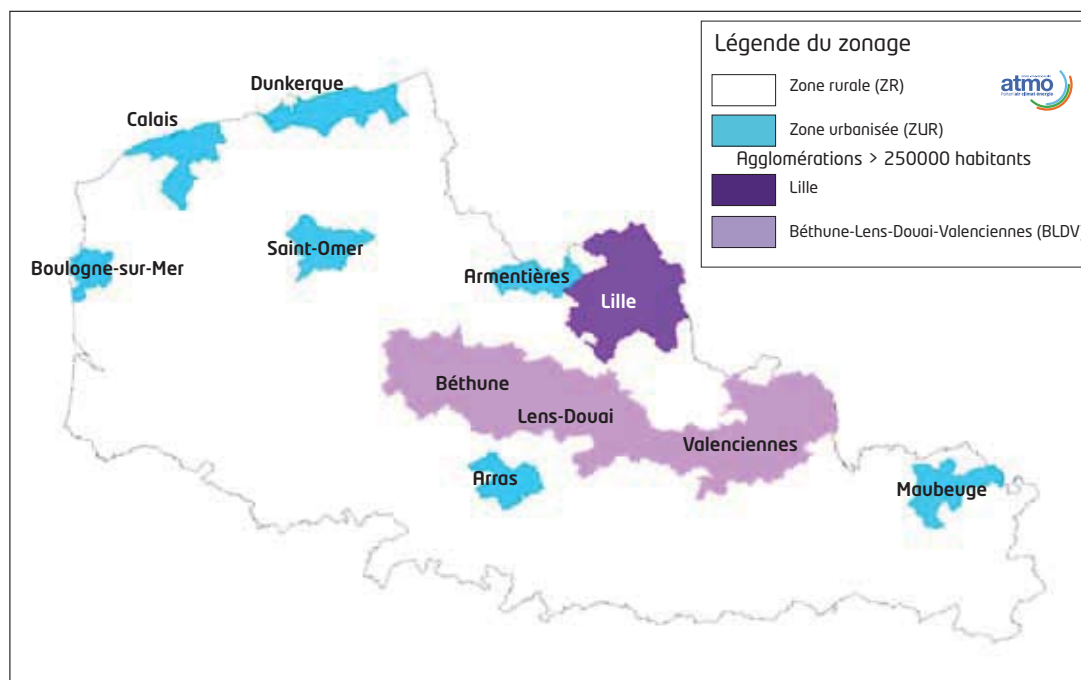 Légende du zonage
Zone rurale (ZR)
atmo
Zone urbanisée (ZUR)
Agglomérations > 250000 habitants
Lille
Béthune-Lens-Douai-Valenciennes (BLDV)
Dunkerque
Calais
Saint-Omer
Boulogne-sur-Mer
Armentières
Lille
Béthune
Lens-Douai
Valenciennes
Arras
Maubeuge